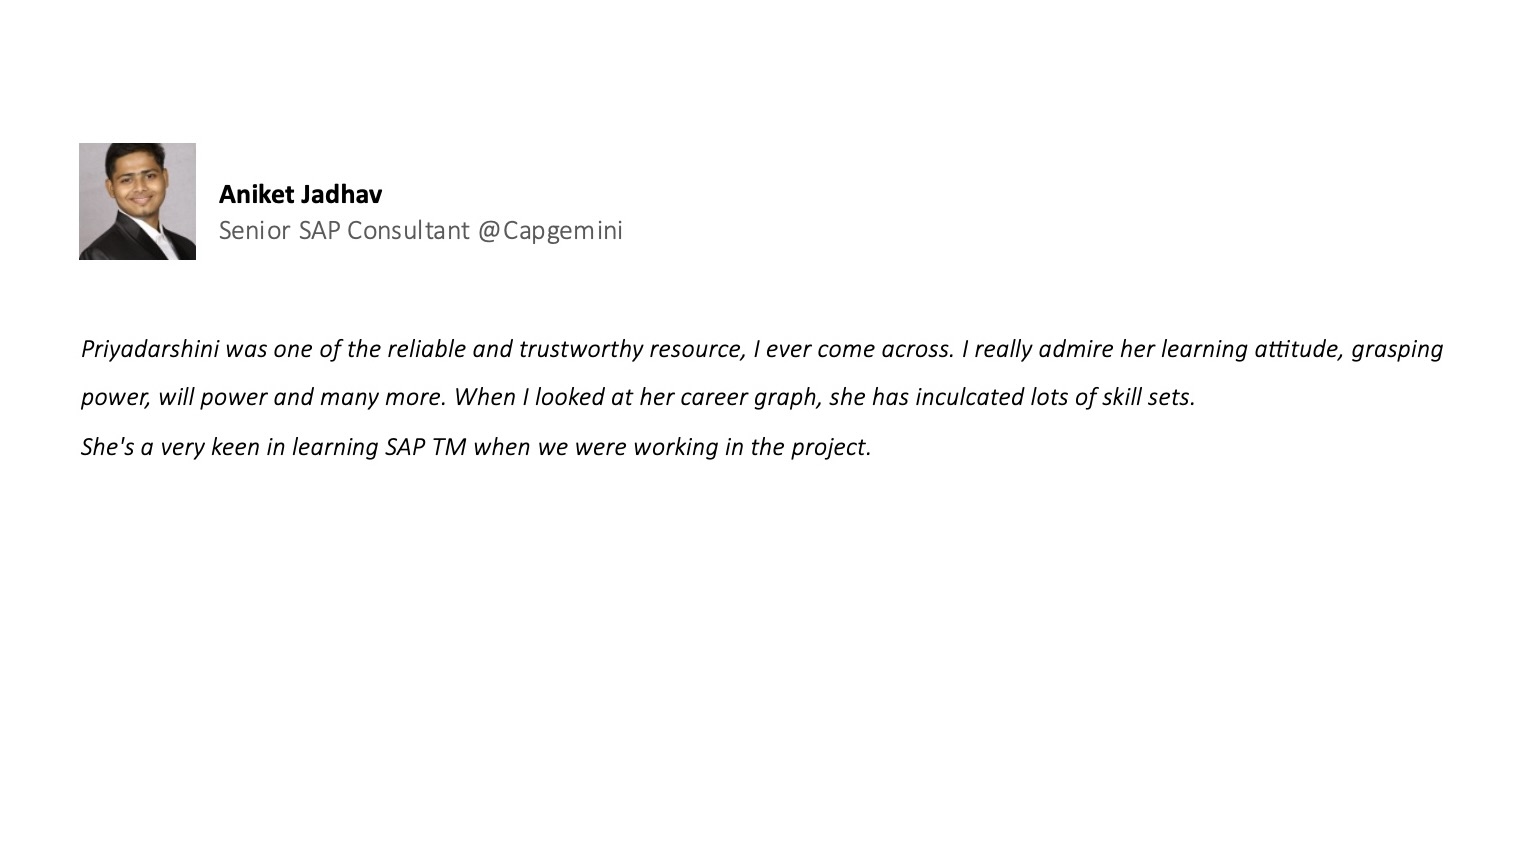 Aniket Jadhav
Senior SAP Consultant @Capgemini
Priyadarshini was one of the reliable and trustworthy resource, I ever come across. I really admire her learning attitude, grasping
power, will power and many more. When I looked at her career graph, she has inculcated lots of skill sets.
She's a very keen in learning SAP TM when we were working in the project.